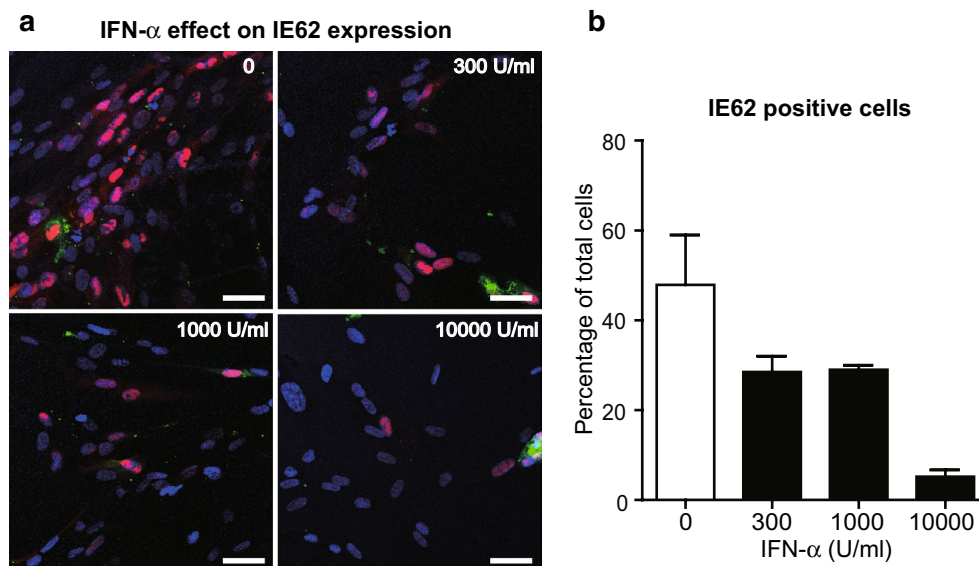 a
IFN-α effect on IE62 expression
0
300 U/ml
1000 U/ml
10000 U/ml
b
IE62 positive cells
Percentage of total cells
80
60
40
20
0
0 300 1000 10000
IFN-α (U/ml)